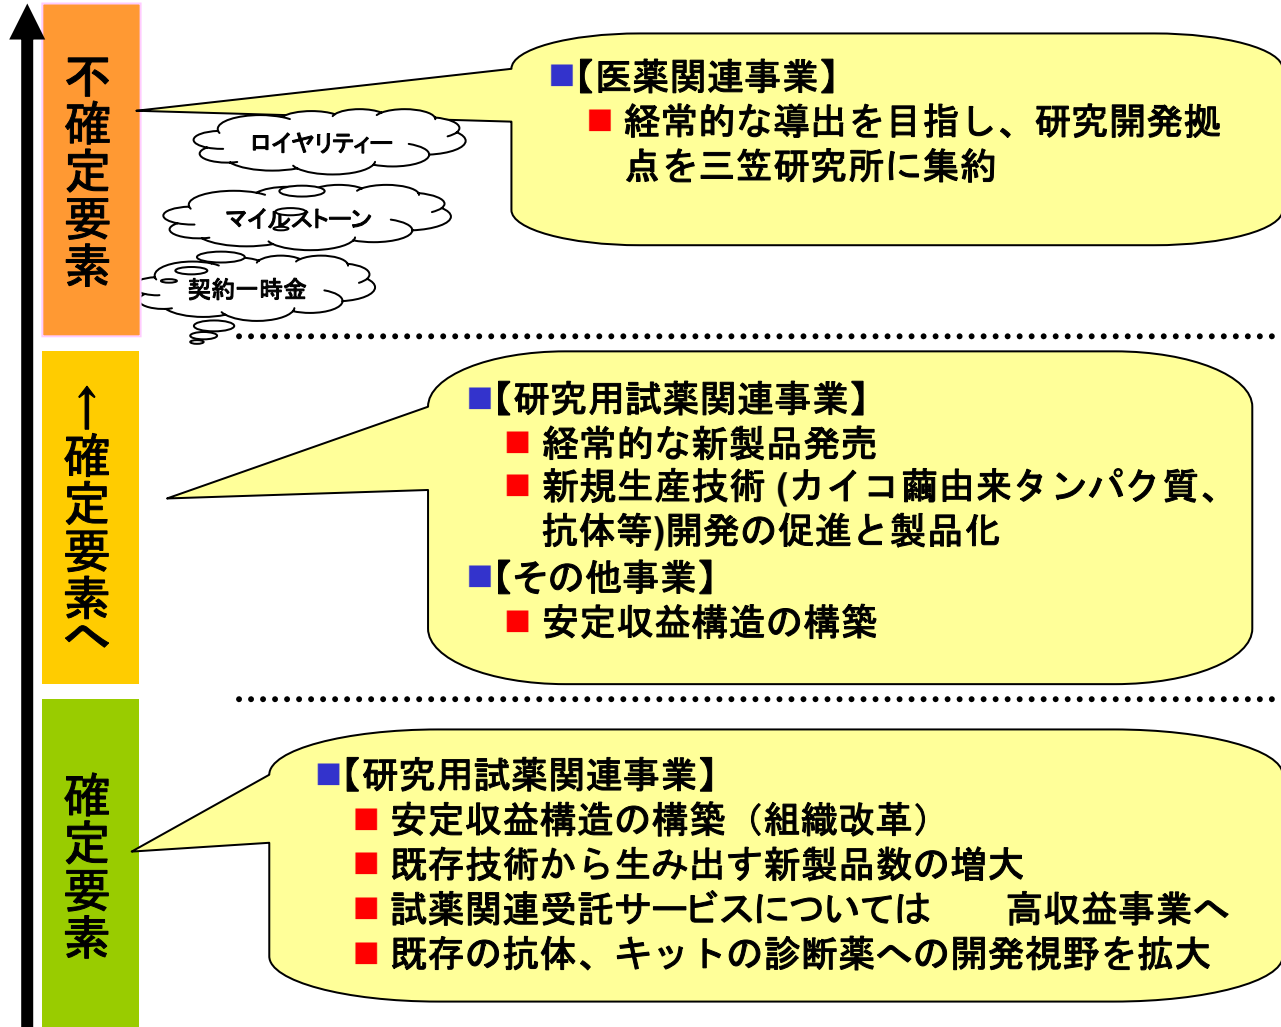 不確定要素
■【医薬関連事業】
■ 経常的な導出を目指し、研究開発拠
点を三笠研究所に集約
ロイヤリティー
マイルストーン
契約一時金
↑確定要素へ
■【研究用試薬関連事業】
■ 経常的な新製品発売
■ 新規生産技術 (カイコ繭由来タンパク質、
抗体等)開発の促進と製品化
■【その他事業】
■ 安定収益構造の構築
確定要素
■【研究用試薬関連事業】
■ 安定収益構造の構築（組織改革）
■ 既存技術から生み出す新製品数の増大
■ 試薬関連受託サービスについては　　高収益事業へ
■ 既存の抗体、キットの診断薬への開発視野を拡大